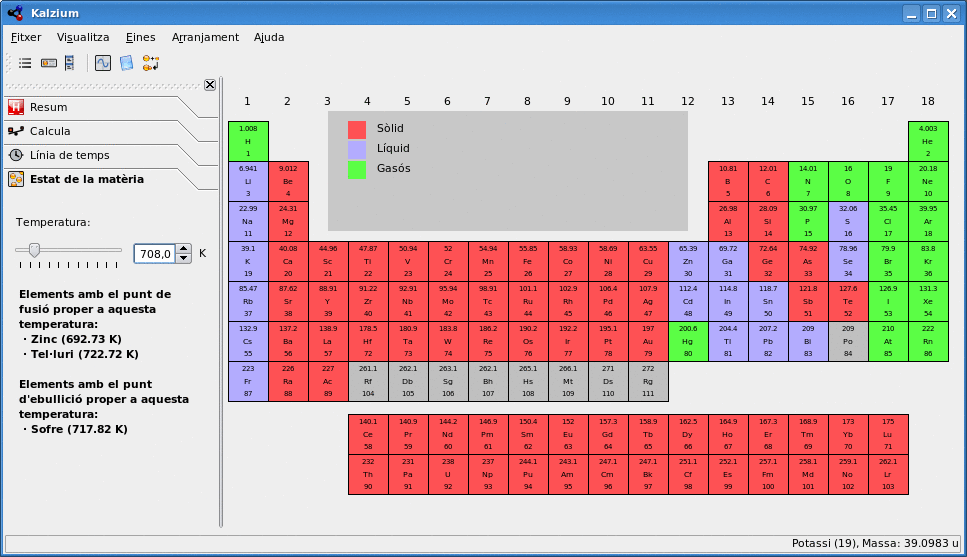 Kalzium
Fitxer Visualitza Eines Arranjament Ajuda
Resum
Calcula
Línia de temps
Estat de la matèria
Temperatura:
708,0 K
Elements amb el punt de
fusió proper a aquesta
temperatura:
· Zinc (692.73 K)
· Tel·luri (722.72 K)
Elements amb el punt
d'ebullició proper a aquesta
temperatura:
· Sofre (717.82 K)
1 2 3 4 5 6 7 8 9 10 11 12 13 14 15 16 17 18
Sòlid
Líquid
Gasós
1.008 4.003
H He
1 2
6.941 9.012 10.81 12.01 14.01 16 19 20.18
Li Be B C N O F Ne
3 4 5 6 7 8 9 10
22.99 24.31 26.98 28.09 30.97 32.06 35.45 39.95
Na Mg Al Si P S Cl Ar
11 12 13 14 15 16 17 18
39.1 40.08 44.96 47.87 50.94 52 54.94 55.85 58.93 58.69 63.55 65.39 69.72 72.64 74.92 78.96 79.9 83.8
K Ca Sc Ti V Cr Mn Fe Co Ni Cu Zn Ga Ge As Se Br Kr
19 20 21 22 23 24 25 26 27 28 29 30 31 32 33 34 35 36
85.47 87.62 88.91 91.22 92.91 95.94 98.91 101.1 102.9 106.4 107.9 112.4 114.8 118.7 121.8 127.6 126.9 131.3
Rb Sr Y Zr Nb Mo Tc Ru Rh Pd Ag Cd In Sn Sb Te I Xe
37 38 39 40 41 42 43 44 45 46 47 48 49 50 51 52 53 54
132.9 137.2 138.9 178.5 180.9 183.8 186.2 190.2 192.2 195.1 197 200.6 204.4 207.2 209 209 210 222
Cs Ba La Hf Ta W Re Os Ir Pt Au Hg Tl Pb Bi Po At Rn
55 56 57 72 73 74 75 76 77 78 79 80 81 82 83 84 85 86
223 226 227 261.1 262.1 263.1 262.1 265.1 266.1 271 272
Fr Ra Ac Rf Db Sg Bh Hs Mt Ds Rg
87 88 89 104 105 106 107 108 109 110 111
140.1 140.9 144.2 146.9 150.4 152 157.3 158.9 162.5 164.9 167.3 168.9 173 175
Ce Pr Nd Pm Sm Eu Gd Tb Dy Ho Er Tm Yb Lu
58 59 60 61 62 63 64 65 66 67 68 69 70 71
232 231 238 237 244.1 243.1 247.1 247.1 251.1 252.1 257.1 258.1 259.1 262.1
Th Pa U Np Pu Am Cm Bk Cf Es Fm Md No Lr
90 91 92 93 94 95 96 97 98 99 100 101 102 103
Potassi (19), Massa: 39.0983 u